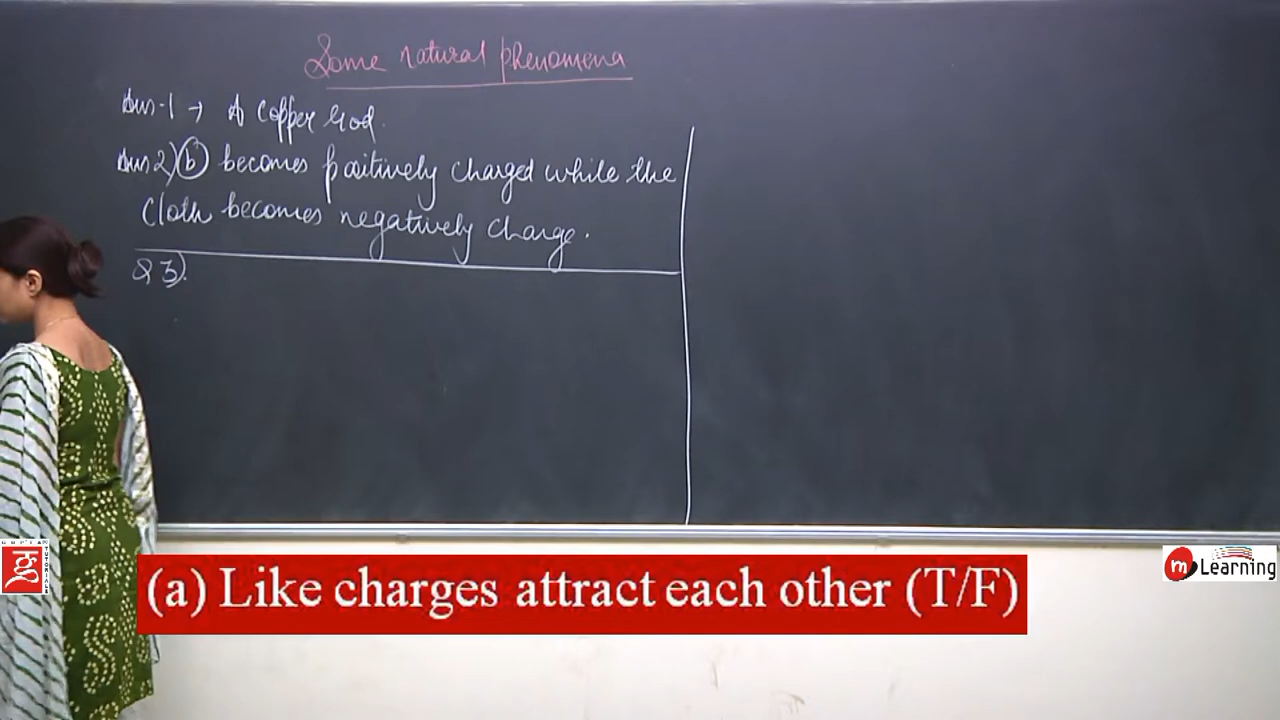 Some natural phenomena
Ans-1 → A Copper rod.
Ans 2) (b) becomes positively charged while the
Cloth becomes negatively charge.
Q 3).
(a) Like charges attract each other (T/F)
m Learning